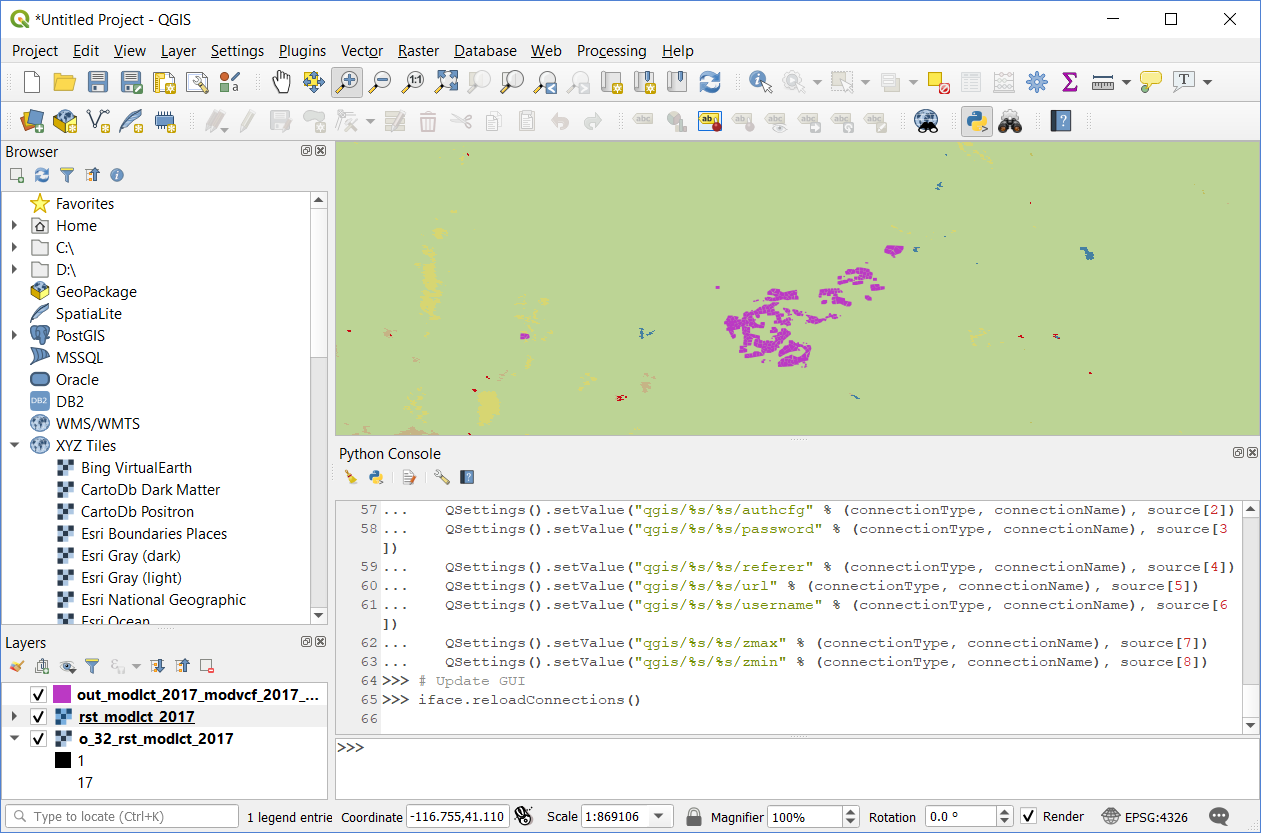 *Untitled Project - QGIS
Project Edit View Layer Settings Plugins Vector Raster Database Web Processing Help
Browser
Favorites
Home
C:\
D:\
GeoPackage
SpatiaLite
PostGIS
MSSQL
Oracle
DB2
WMS/WMTS
XYZ Tiles
Bing VirtualEarth
CartoDb Dark Matter
CartoDb Positron
Esri Boundaries Places
Esri Gray (dark)
Esri Gray (light)
Esri National Geographic
Esri Ocean
Layers
out_modlct_2017_modvcf_2017_...
rst_modlct_2017
o_32_rst_modlct_2017
1
17
Python Console
57 ...     QSettings().setValue("qgis/%s/%s/authcfg" % (connectionType, connectionName), source[2])
58 ...     QSettings().setValue("qgis/%s/%s/password" % (connectionType, connectionName), source[3
])
59 ...     QSettings().setValue("qgis/%s/%s/referer" % (connectionType, connectionName), source[4])
60 ...     QSettings().setValue("qgis/%s/%s/url" % (connectionType, connectionName), source[5])
61 ...     QSettings().setValue("qgis/%s/%s/username" % (connectionType, connectionName), source[6
])
62 ...     QSettings().setValue("qgis/%s/%s/zmax" % (connectionType, connectionName), source[7])
63 ...     QSettings().setValue("qgis/%s/%s/zmin" % (connectionType, connectionName), source[8])
64 >>> # Update GUI
65 >>> iface.reloadConnections()
66
>>>
Type to locate (Ctrl+K) 1 legend entrie Coordinate -116.755,41.110 Scale 1:869106 Magnifier 100% Rotation 0.0 ° Render EPSG:4326